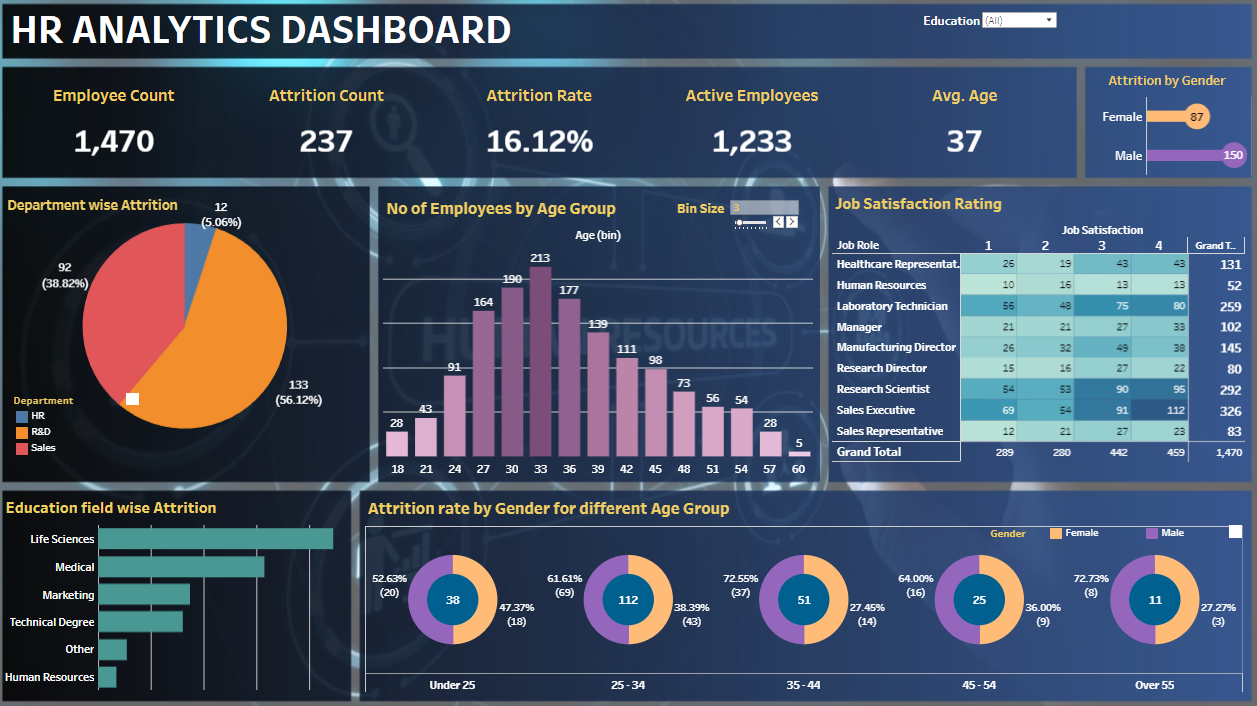 HR ANALYTICS DASHBOARD
Education (All)
Employee Count
1,470
Attrition Count
237
Attrition Rate
16.12%
Active Employees
1,233
Avg. Age
37
Attrition by Gender
Female 87
Male 150
Department wise Attrition
12
(5.06%)
92
(38.82%)
133
(56.12%)
Department
HR
R&D
Sales
No of Employees by Age Group
Bin Size 3
Age (bin)
28 43 91 164 190 213 177 139 111 98 73 56 54 28 5
18 21 24 27 30 33 36 39 42 45 48 51 54 57 60
Job Satisfaction Rating
Job Satisfaction
Job Role 1 2 3 4 Grand T..
Healthcare Representat.. 26 19 43 43 131
Human Resources 10 16 13 13 52
Laboratory Technician 56 48 75 80 259
Manager 21 21 27 33 102
Manufacturing Director 26 32 49 38 145
Research Director 15 16 27 22 80
Research Scientist 54 53 90 95 292
Sales Executive 69 54 91 112 326
Sales Representative 12 21 27 23 83
Grand Total 289 280 442 459 1,470
Education field wise Attrition
Life Sciences
Medical
Marketing
Technical Degree
Other
Human Resources
Attrition rate by Gender for different Age Group
Gender Female Male
52.63%
(20)
38
47.37%
(18)
Under 25
61.61%
(69)
112
38.39%
(43)
25 - 34
72.55%
(37)
51
27.45%
(14)
35 - 44
64.00%
(16)
25
36.00%
(9)
45 - 54
72.73%
(8)
11
27.27%
(3)
Over 55